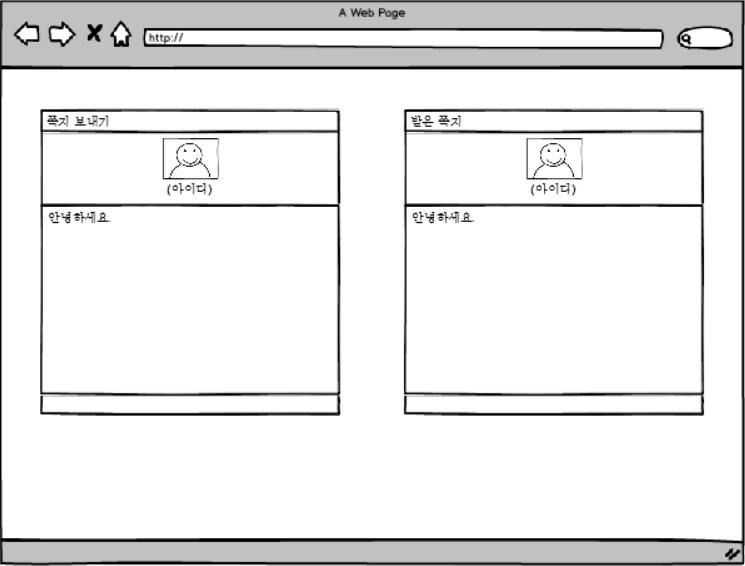 A Web Page
http://
쪽지 보내기
(아이디)
안녕하세요.
받은 쪽지
(아이디)
안녕하세요.